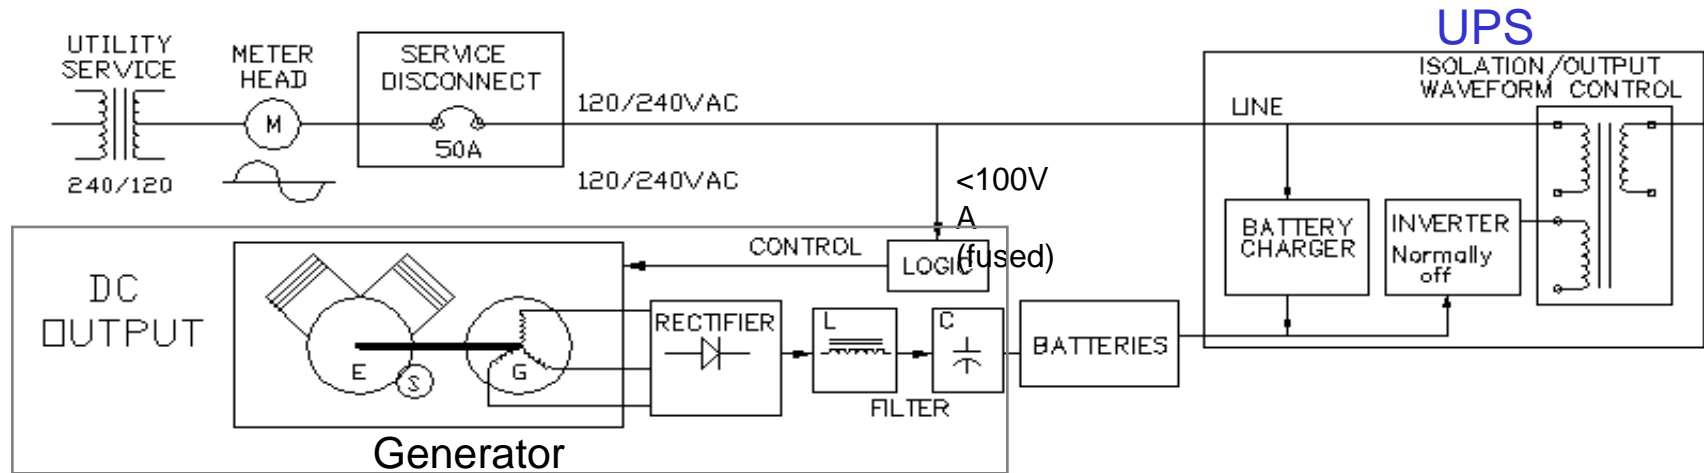 UPS
UTILITY
SERVICE
240/120
METER
HEAD
M
SERVICE
DISCONNECT
50A
120/240VAC
120/240VAC
<100V
A
(fused)
LINE
ISOLATION/OUTPUT
WAVEFORM CONTROL
BATTERY
CHARGER
INVERTER
Normally
off
DC
OUTPUT
CONTROL
LOGIC
E
S
G
RECTIFIER
L
C
FILTER
BATTERIES
Generator